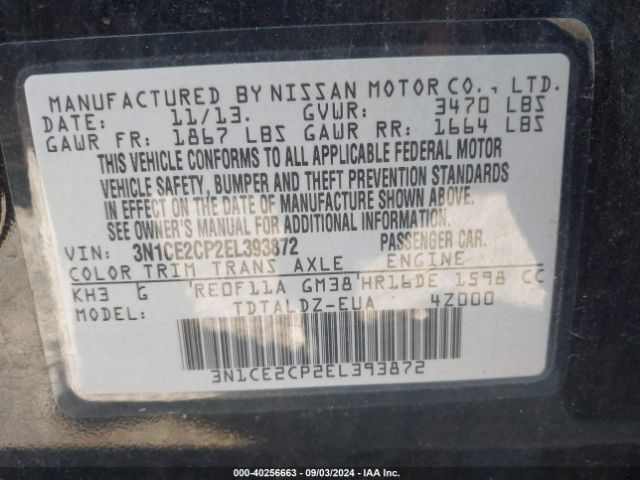 MANUFACTURED BY NISSAN MOTOR CO., LTD.
DATE: 11/13. GVWR: 3470 LBS
GAWR FR: 1867 LBS GAWR RR: 1664 LBS
THIS VEHICLE CONFORMS TO ALL APPLICABLE FEDERAL MOTOR
VEHICLE SAFETY, BUMPER AND THEFT PREVENTION STANDARDS
IN EFFECT ON THE DATE OF MANUFACTURE SHOWN ABOVE.
SEE OWNER'S MANUAL FOR ADDITIONAL INFORMATION.
VIN: 3N1CE2CP2EL393872 PASSENGER CAR.
COLOR TRIM TRANS AXLE ENGINE
KH3 G RE0F11A GM38 HR16DE 1598 CC
MODEL: TDTALDZ-EUA 4Z000
3N1CE2CP2EL393872
000-40256663 - 09/03/2024 - IAA Inc.